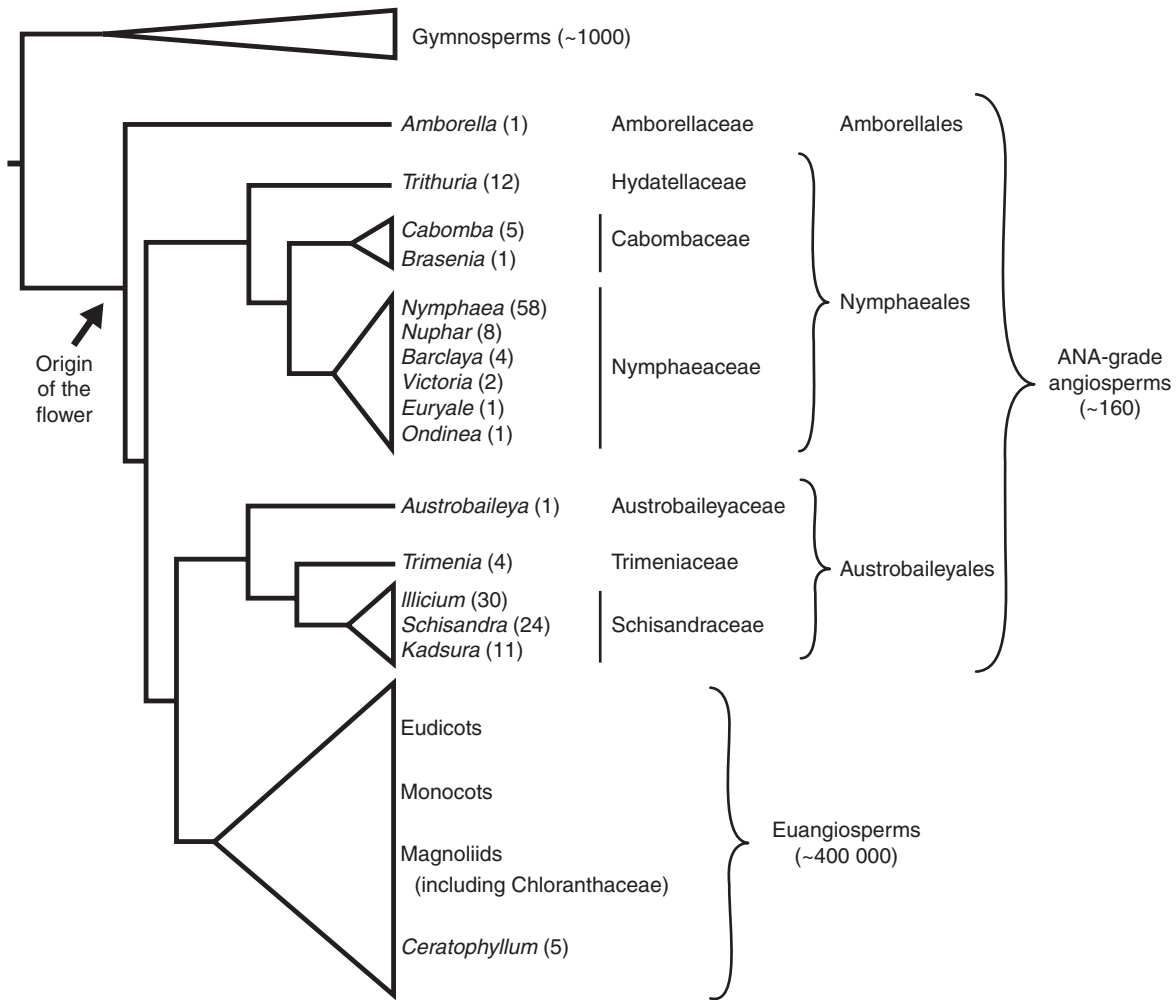 Gymnosperms (~1000)
Amborella (1) Amborellaceae Amborellales
Trithuria (12) Hydatellaceae
Cabomba (5)
Brasenia (1)
Cabombaceae
Nymphaea (58)
Nuphar (8)
Barclaya (4)
Victoria (2)
Euryale (1)
Ondinea (1)
Nymphaeaceae
Nymphaeales
Origin
of the
flower
ANA-grade
angiosperms
(~160)
Austrobaileya (1) Austrobaileyaceae
Trimenia (4) Trimeniaceae
Illicium (30)
Schisandra (24)
Kadsura (11)
Schisandraceae
Austrobaileyales
Eudicots
Monocots
Magnoliids
(including Chloranthaceae)
Ceratophyllum (5)
Euangiosperms
(~400 000)